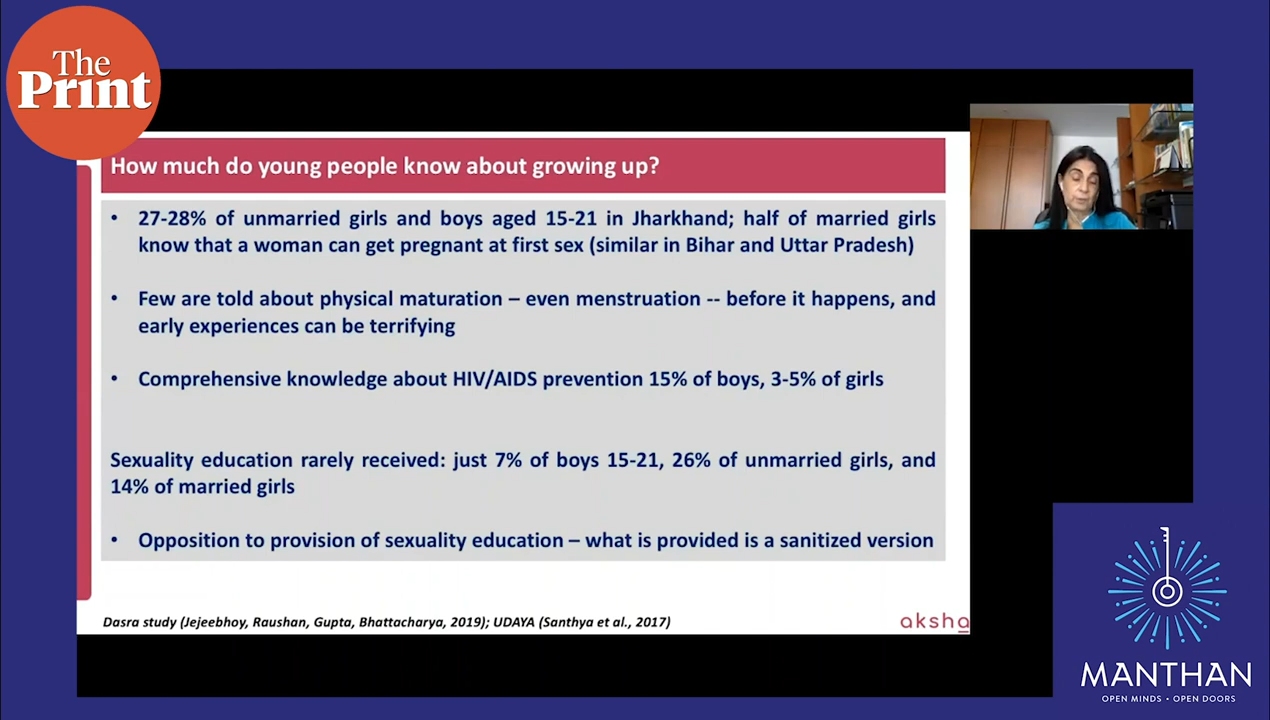 The
Print
How much do young people know about growing up?
• 27-28% of unmarried girls and boys aged 15-21 in Jharkhand; half of married girls
know that a woman can get pregnant at first sex (similar in Bihar and Uttar Pradesh)
• Few are told about physical maturation – even menstruation -- before it happens, and
early experiences can be terrifying
• Comprehensive knowledge about HIV/AIDS prevention 15% of boys, 3-5% of girls
Sexuality education rarely received: just 7% of boys 15-21, 26% of unmarried girls, and
14% of married girls
• Opposition to provision of sexuality education – what is provided is a sanitized version
Dasra study (Jejeebhoy, Raushan, Gupta, Bhattacharya, 2019); UDAYA (Santhya et al., 2017)
aksha
MANTHAN
OPEN MINDS • OPEN DOORS